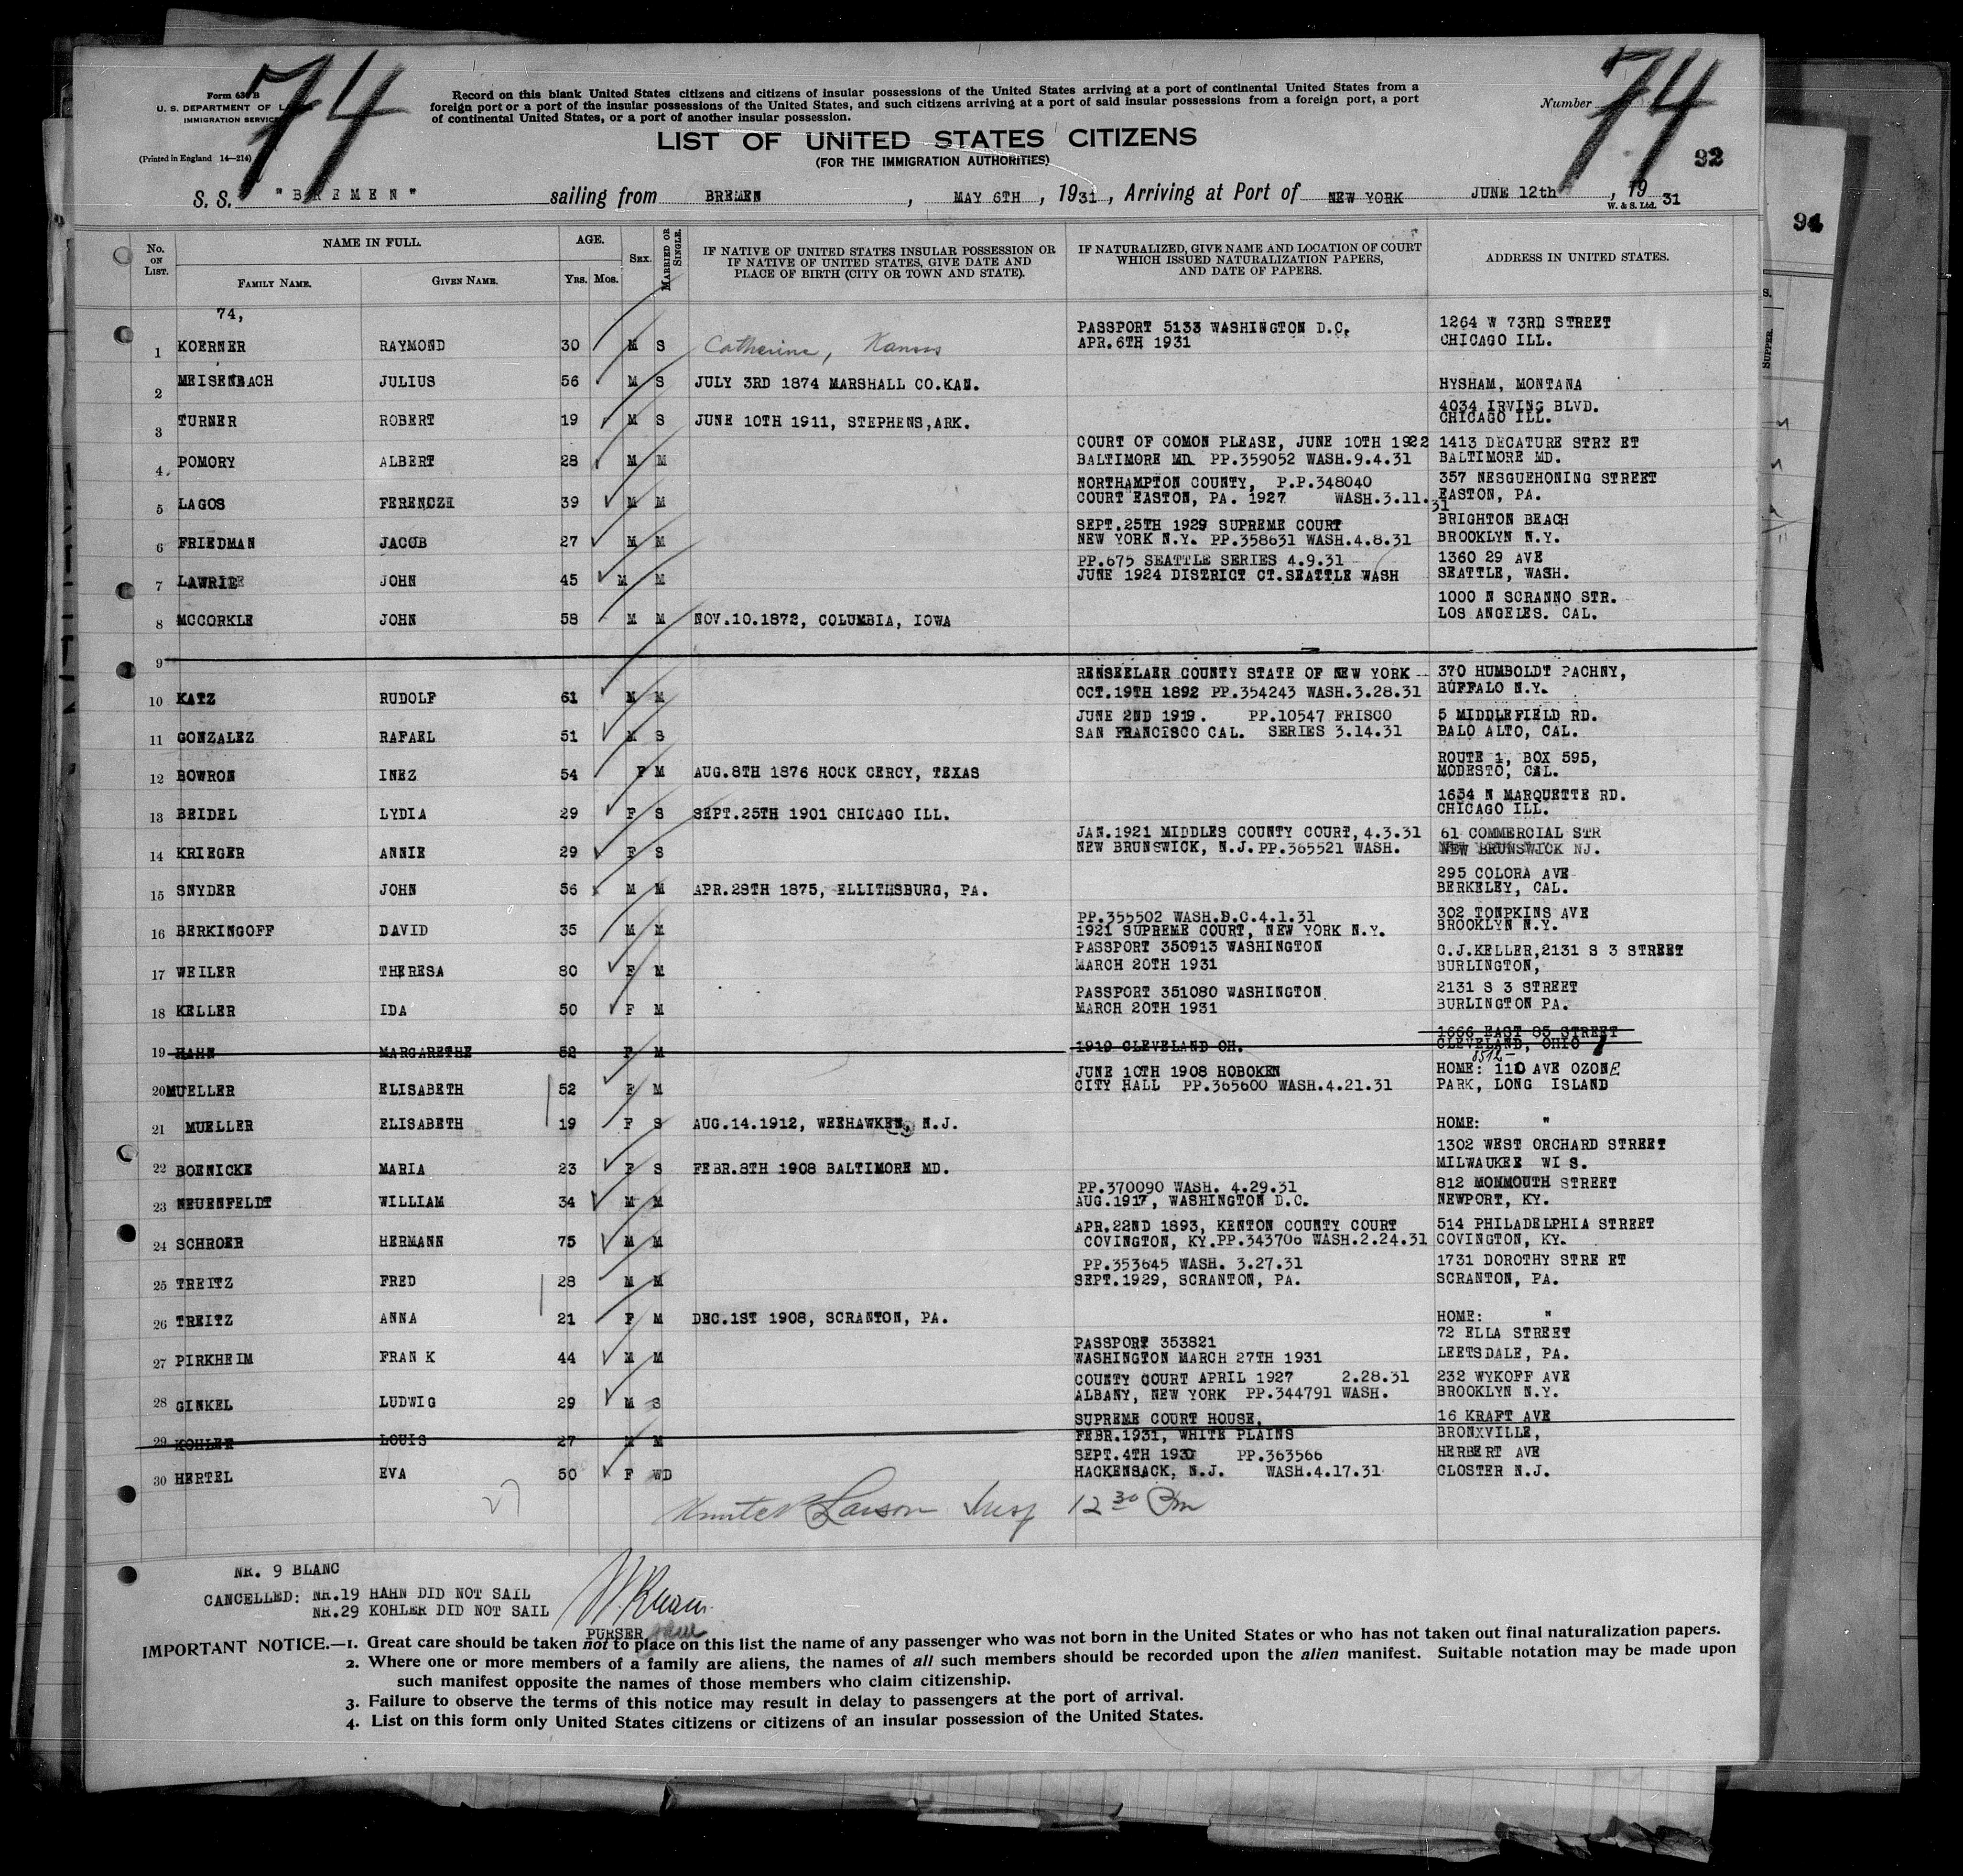 74
74
Form 630 B
U. S. DEPARTMENT OF
IMMIGRATION SERVICE
(Printed in England 14—214)
Record on this blank United States citizens and citizens of insular possessions of the United States arriving at a port of continental United States from a
foreign port or a port of the insular possessions of the United States, and such citizens arriving at a port of said insular possessions from a foreign port, a port
of continental United States, or a port of another insular possession.
Number
LIST OF UNITED STATES CITIZENS
(FOR THE IMMIGRATION AUTHORITIES)
92
94
S. S. "BREMEN" sailing from BREMEN, MAY 6TH, 1931, Arriving at Port of NEW YORK JUNE 12th, 19 31
W. & S. Ltd.
No. ON LIST. NAME IN FULL. FAMILY NAME. GIVEN NAME. AGE. YRS. MOS. SEX. MARRIED OR SINGLE. IF NATIVE OF UNITED STATES INSULAR POSSESSION OR IF NATIVE OF UNITED STATES, GIVE DATE AND PLACE OF BIRTH (CITY OR TOWN AND STATE). IF NATURALIZED, GIVE NAME AND LOCATION OF COURT WHICH ISSUED NATURALIZATION PAPERS, AND DATE OF PAPERS. ADDRESS IN UNITED STATES.
74,
1 KOERNER RAYMOND 30 M S Catherine, Kansas PASSPORT 5133 WASHINGTON D.C. APR.6TH 1931 1264 W 73RD STREET CHICAGO ILL.
2 MEISENBACH JULIUS 56 M S JULY 3RD 1874 MARSHALL CO.KAN. HYSHAM, MONTANA
3 TURNER ROBERT 19 M S JUNE 10TH 1911, STEPHENS,ARK. 4034 IRVING BLVD. CHICAGO ILL.
4 POMORY ALBERT 28 M M COURT OF COMON PLEASE, JUNE 10TH 1922 BALTIMORE MD. PP.359052 WASH.9.4.31 1413 DECATURE STRE ET BALTIMORE MD.
5 LAGOS FERENCZH 39 M M NORTHAMPTON COUNTY, P.P.348040 COURT EASTON, PA. 1927 WASH.3.11.31 357 NESGUEHONING STREET EASTON, PA.
6 FRIEDMAN JACOB 27 M M SEPT.25TH 1929 SUPREME COURT NEW YORK N.Y. PP.358631 WASH.4.8.31 BRIGHTON BEACH BROOKLYN N.Y.
7 LAWRIE JOHN 45 M M PP.675 SEATTLE SERIES 4.9.31 JUNE 1924 DISTRICT CT.SEATTLE WASH 1360 29 AVE SEATTLE, WASH.
8 MCCORKLE JOHN 58 M M NOV.10.1872, COLUMBIA, IOWA 1000 N SCRANNO STR. LOS ANGELES. CAL.
9
10 KATZ RUDOLF 61 M M RENSEELAER COUNTY STATE OF NEW YORK OCT.19TH 1892 PP.354243 WASH.3.28.31 370 HUMBOLDT PACHNY, BUFFALO N.Y.
11 GONZALEZ RAFAEL 51 M S JUNE 2ND 1919. PP.10547 FRISCO SAN FRANCISCO CAL. SERIES 3.14.31 5 MIDDLEFIELD RD. BALO ALTO, CAL.
12 BOWRON INEZ 54 F M AUG.8TH 1876 HOCK CERCY, TEXAS ROUTE 1, BOX 595, MODESTO, CAL.
13 BEIDEL LYDIA 29 F S SEPT.25TH 1901 CHICAGO ILL. 1634 N MARQUETTE RD. CHICAGO ILL.
14 KRIEGER ANNIE 29 F S JAN.1921 MIDDLES COUNTY COURT, 4.3.31 NEW BRUNSWICK, N.J. PP.365521 WASH. 61 COMMERCIAL STR NEW BRUNSWICK NJ.
15 SNYDER JOHN 56 M M APR.28TH 1875, ELLITHSBURG, PA. 295 COLORA AVE BERKELEY, CAL.
16 BERKINGOFF DAVID 35 M M PP.355502 WASH.D.C.4.1.31 1921 SUPREME COURT, NEW YORK N.Y. 302 TONPKINS AVE BROOKLYN N.Y.
17 WEILER THERESA 80 F M PASSPORT 350913 WASHINGTON MARCH 20TH 1931 C.J.KELLER,2131 S 3 STREET BURLINGTON,
18 KELLER IDA 50 F M PASSPORT 351080 WASHINGTON MARCH 20TH 1931 2131 S 3 STREET BURLINGTON PA.
19 HAHN MARGARETHE 52 F M 1919 CLEVELAND OH. 1666 EAST 85 STREET CLEVELAND, OHIO
20 MUELLER ELISABETH 52 F M JUNE 10TH 1908 HOBOKEN CITY HALL PP.365600 WASH.4.21.31 8512— HOME: 110 AVE OZONE PARK, LONG ISLAND
21 MUELLER ELISABETH 19 F S AUG.14.1912, WEEHAWKEN, N.J. HOME: "
22 BOENICKE MARIA 23 F S FEBR.8TH 1908 BALTIMORE MD. 1302 WEST ORCHARD STREET MILWAUKEE WI S.
23 NEUENFELDT WILLIAM 34 M M PP.370090 WASH. 4.29.31 AUG.1917, WASHINGTON D.C. 812 MONMOUTH STREET NEWPORT, KY.
24 SCHROER HERMANN 75 M M APR.22ND 1893, KENTON COUNTY COURT COVINGTON, KY.PP.343706 WASH.2.24.31 514 PHILADELPHIA STREET COVINGTON, KY.
25 TREITZ FRED 28 M M PP.353645 WASH. 3.27.31 SEPT.1929, SCRANTON, PA. 1731 DOROTHY STRE ET SCRANTON, PA.
26 TREITZ ANNA 21 F M DEC.1ST 1908, SCRANTON, PA. HOME: "
27 PIRKHEIM FRAN K 44 M M PASSPORT 353821 WASHINGTON MARCH 27TH 1931 72 ELLA STREET LEETSDALE, PA.
28 GINKEL LUDWIG 29 M S COUNTY COURT APRIL 1927 2.28.31 ALBANY, NEW YORK PP.344791 WASH. 232 WYKOFF AVE BROOKLYN N.Y.
29 KOHLER LOUIS 27 M M SUPREME COURT HOUSE, FEBR.1931, WHITE PLAINS 16 KRAFT AVE BRONXVILLE,
30 HERTEL EVA 50 F WD SEPT.4TH 1930 PP.363566 HACKENSACK, N.J. WASH.4.17.31 HERBERT AVE CLOSTER N.J.
27
Larson Insp 12 30 Pm
NR. 9 BLANC
CANCELLED: NR.19 HAHN DID NOT SAIL
NR.29 KOHLER DID NOT SAIL
PURSER
IMPORTANT NOTICE.—1. Great care should be taken not to place on this list the name of any passenger who was not born in the United States or who has not taken out final naturalization papers.
2. Where one or more members of a family are aliens, the names of all such members should be recorded upon the alien manifest. Suitable notation may be made upon
such manifest opposite the names of those members who claim citizenship.
3. Failure to observe the terms of this notice may result in delay to passengers at the port of arrival.
4. List on this form only United States citizens or citizens of an insular possession of the United States.
S.
SUPPER.